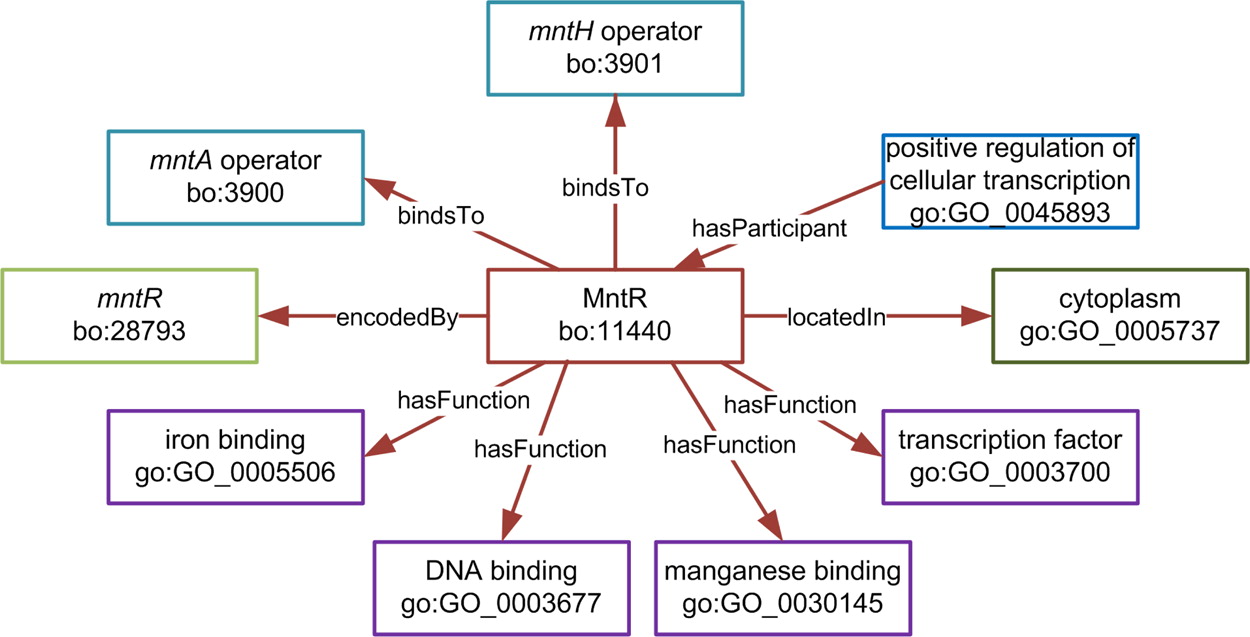 mntH operator
bo:3901
mntA operator
bo:3900
positive regulation of
cellular transcription
go:GO_0045893
bindsTo
bindsTo
hasParticipant
mntR
bo:28793
encodedBy
MntR
bo:11440
locatedIn
cytoplasm
go:GO_0005737
hasFunction
hasFunction
hasFunction
hasFunction
iron binding
go:GO_0005506
transcription factor
go:GO_0003700
DNA binding
go:GO_0003677
manganese binding
go:GO_0030145